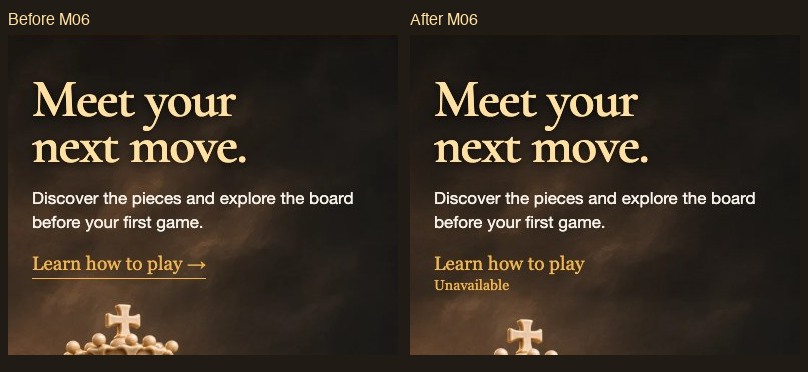 Before M06
Meet your
next move.
Discover the pieces and explore the board
before your first game.
Learn how to play →
After M06
Meet your
next move.
Discover the pieces and explore the board
before your first game.
Learn how to play
Unavailable